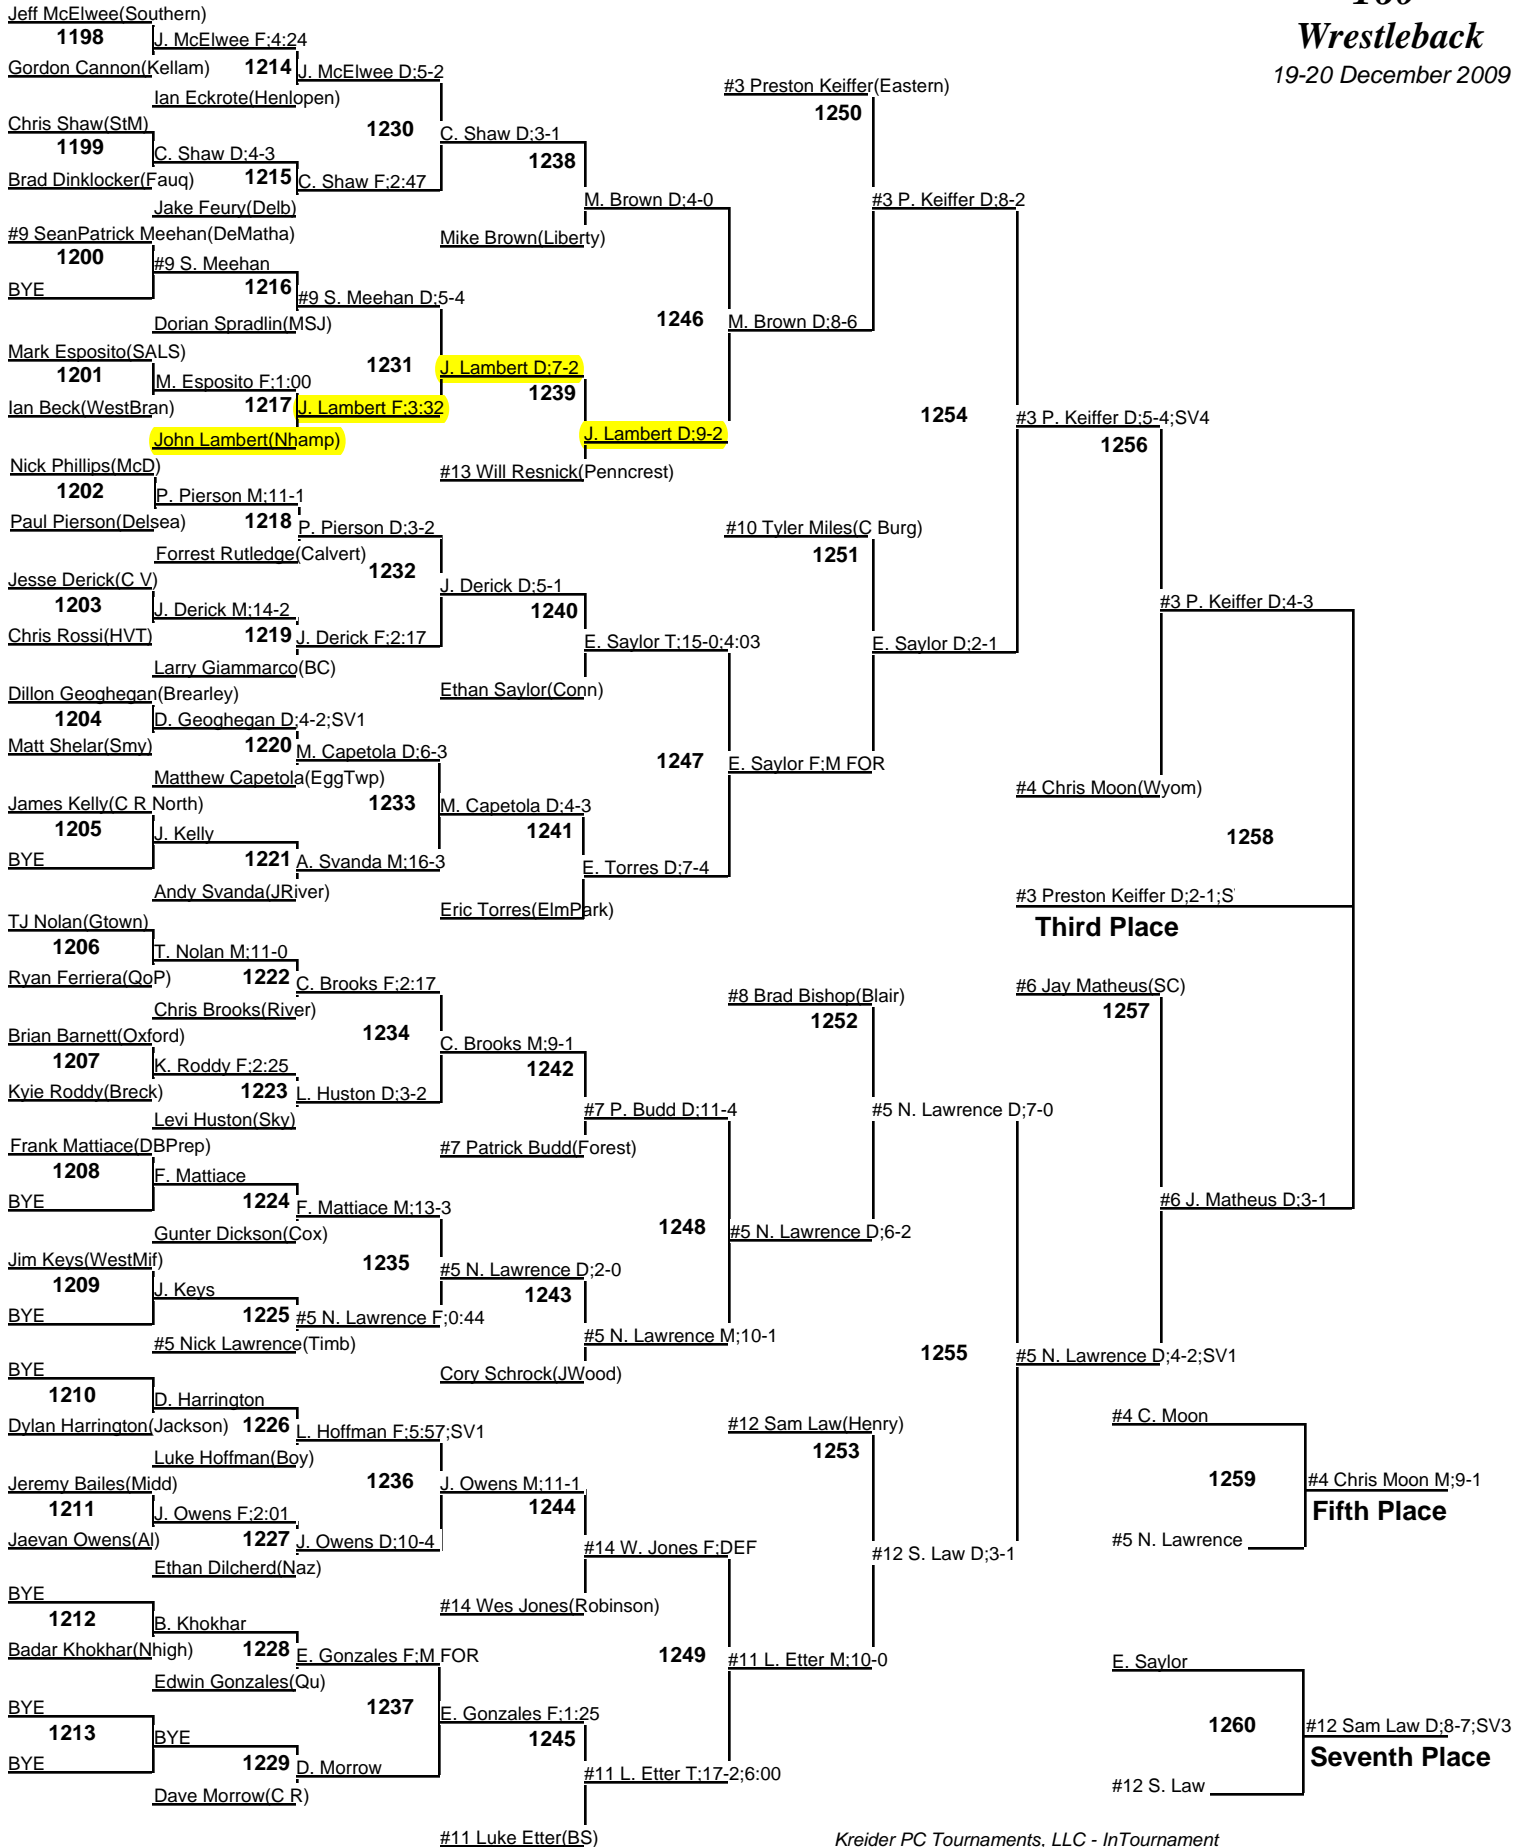 Wrestleback
19-20 December 2009
Jeff McElwee(Southern)
1198
J. McElwee F;4:24
Gordon Cannon(Kellam)
1214
J. McElwee D;5-2
Ian Eckrote(Henlopen)
Chris Shaw(StM)
1230
C. Shaw D;3-1
1199
C. Shaw D;4-3
1238
Brad Dinklocker(Fauq)
1215
C. Shaw F;2:47
Jake Feury(Delb)
M. Brown D;4-0
#9 SeanPatrick Meehan(DeMatha)
Mike Brown(Liberty)
1200
#9 S. Meehan
BYE
1216
#9 S. Meehan D;5-4
Dorian Spradlin(MSJ)
1246
M. Brown D;8-6
Mark Esposito(SALS)
1231
J. Lambert D;7-2
1201
M. Esposito F;1:00
1239
Ian Beck(WestBran)
1217
J. Lambert F;3:32
John Lambert(Nhamp)
J. Lambert D;9-2
Nick Phillips(McD)
#13 Will Resnick(Penncrest)
1202
P. Pierson M;11-1
Paul Pierson(Delsea)
1218
P. Pierson D;3-2
Forrest Rutledge(Calvert)
1232
Jesse Derick(C V)
J. Derick D;5-1
1203
J. Derick M;14-2
1240
Chris Rossi(HVT)
1219
J. Derick F;2:17
E. Saylor T;15-0;4:03
Larry Giammarco(BC)
Dillon Geoghegan(Brearley)
Ethan Saylor(Conn)
1204
D. Geoghegan D;4-2;SV1
Matt Shelar(Smy)
1220
M. Capetola D;6-3
1247
E. Saylor F;M FOR
Matthew Capetola(EggTwp)
James Kelly(C R North)
1233
M. Capetola D;4-3
1205
J. Kelly
1241
BYE
1221
A. Svanda M;16-3
E. Torres D;7-4
Andy Svanda(JRiver)
Eric Torres(ElmPark)
TJ Nolan(Gtown)
1206
T. Nolan M;11-0
Ryan Ferriera(QoP)
1222
C. Brooks F;2:17
Chris Brooks(River)
Brian Barnett(Oxford)
1234
C. Brooks M;9-1
1207
K. Roddy F;2:25
1242
Kyie Roddy(Breck)
1223
L. Huston D;3-2
Levi Huston(Sky)
#7 P. Budd D;11-4
Frank Mattiace(DBPrep)
#7 Patrick Budd(Forest)
1208
F. Mattiace
BYE
1224
F. Mattiace M;13-3
Gunter Dickson(Cox)
1248
#5 N. Lawrence D;6-2
Jim Keys(WestMif)
1235
#5 N. Lawrence D;2-0
1209
J. Keys
1243
BYE
1225
#5 N. Lawrence F;0:44
#5 Nick Lawrence(Timb)
#5 N. Lawrence M;10-1
BYE
Cory Schrock(JWood)
1210
D. Harrington
Dylan Harrington(Jackson)
1226
L. Hoffman F;5:57;SV1
Luke Hoffman(Boy)
Jeremy Bailes(Midd)
1236
J. Owens M;11-1
1211
J. Owens F;2:01
1244
Jaevan Owens(Al)
1227
J. Owens D;10-4
Ethan Dilcherd(Naz)
#14 W. Jones F;DEF
BYE
#14 Wes Jones(Robinson)
1212
B. Khokhar
Badar Khokhar(Nhigh)
1228
E. Gonzales F;M FOR
1249
#11 L. Etter M;10-0
Edwin Gonzales(Qu)
BYE
1237
E. Gonzales F;1:25
1213
BYE
1245
BYE
1229
D. Morrow
#11 L. Etter T;17-2;6:00
Dave Morrow(C R)
#11 Luke Etter(BS)
#3 Preston Keiffer(Eastern)
1250
#3 P. Keiffer D;8-2
1254
#3 P. Keiffer D;5-4;SV4
1256
#10 Tyler Miles(C Burg)
1251
E. Saylor D;2-1
#3 P. Keiffer D;4-3
#4 Chris Moon(Wyom)
1258
#3 Preston Keiffer D;2-1;S
Third Place
#8 Brad Bishop(Blair)
1252
#6 Jay Matheus(SC)
1257
#5 N. Lawrence D;7-0
#6 J. Matheus D;3-1
1255
#5 N. Lawrence D;4-2;SV1
#12 Sam Law(Henry)
1253
#12 S. Law D;3-1
#4 C. Moon
1259
#4 Chris Moon M;9-1
Fifth Place
#5 N. Lawrence
E. Saylor
1260
#12 Sam Law D;8-7;SV3
Seventh Place
#12 S. Law
Kreider PC Tournaments, LLC - InTournament